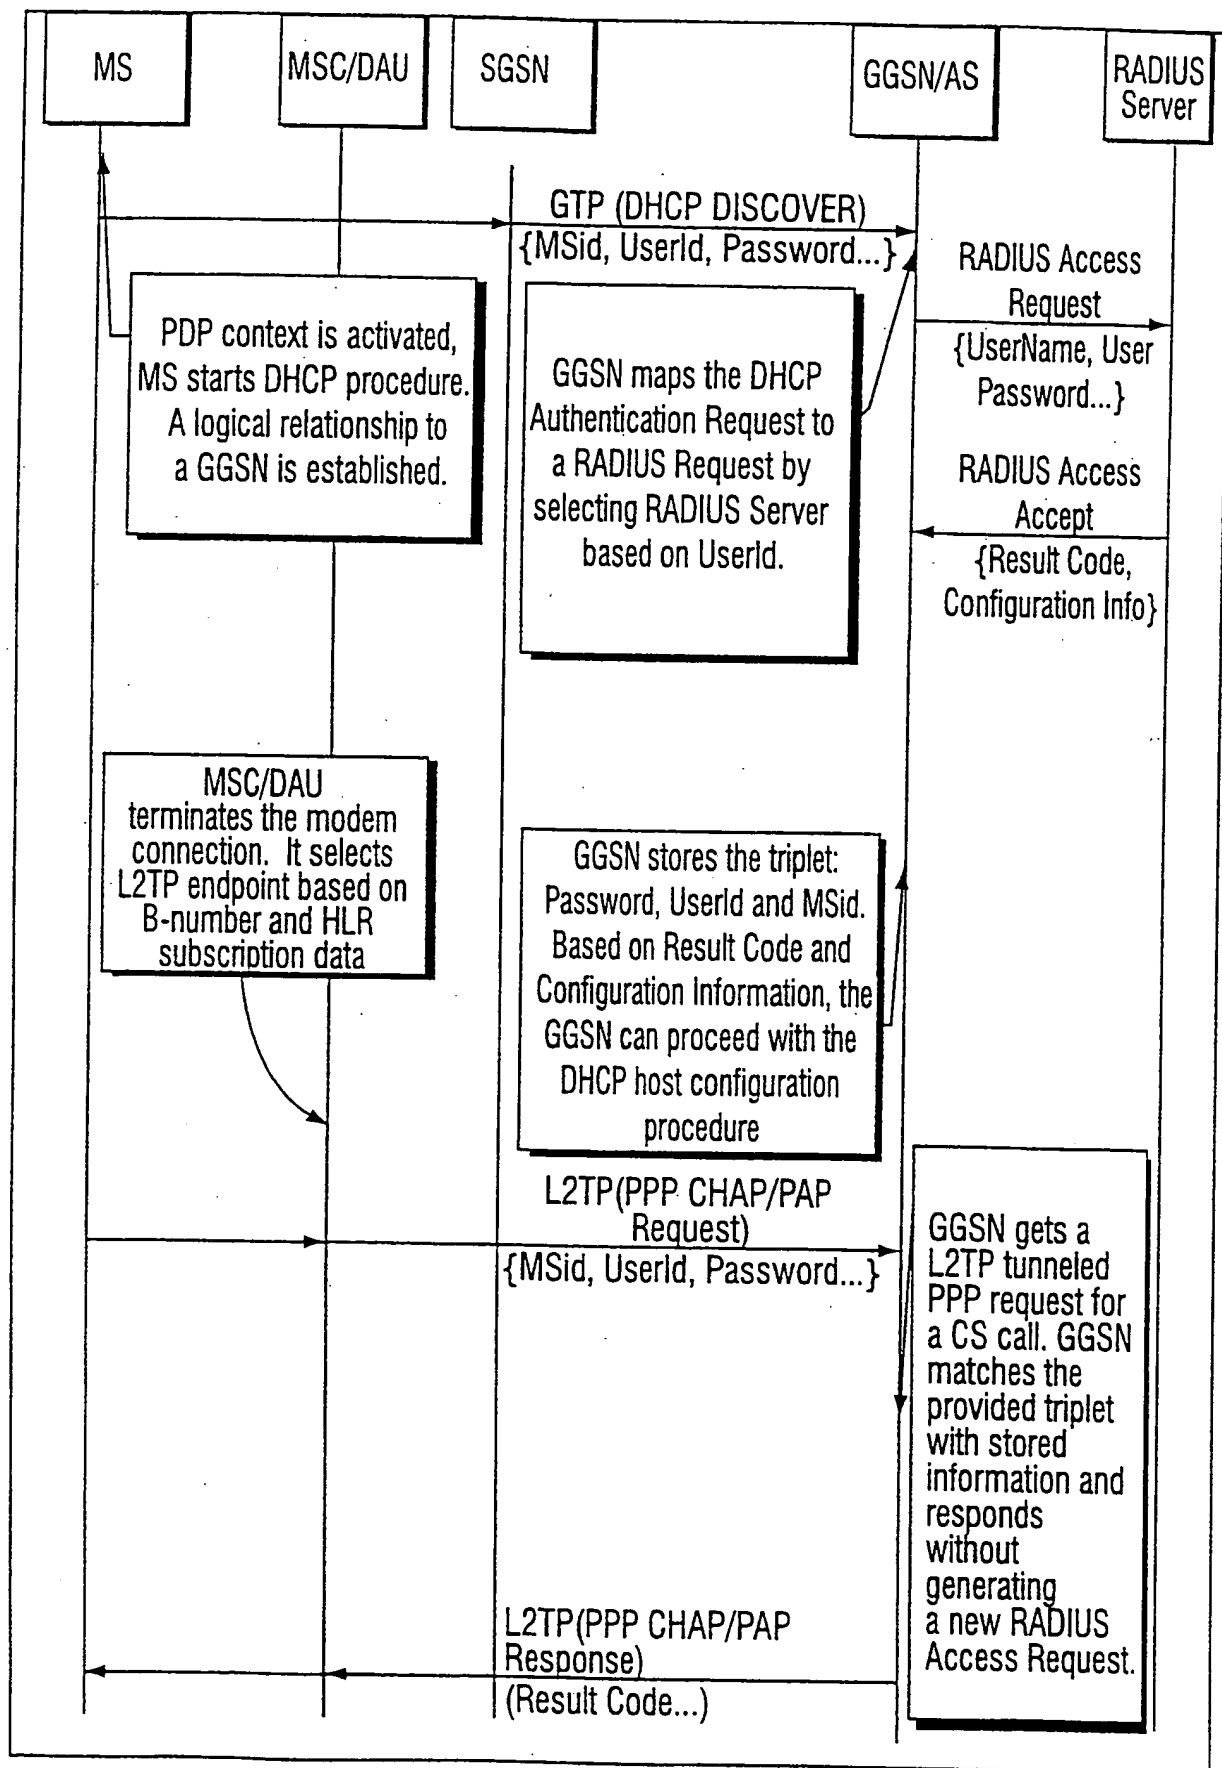 MS
MSC/DAU
SGSN
GGSN/AS
RADIUS
Server
GTP (DHCP DISCOVER)
{MSid, UserId, Password...}
RADIUS Access
Request
{UserName, User
Password...}
PDP context is activated,
MS starts DHCP procedure.
A logical relationship to
a GGSN is established.
GGSN maps the DHCP
Authentication Request to
a RADIUS Request by
selecting RADIUS Server
based on UserId.
RADIUS Access
Accept
{Result Code,
Configuration Info}
MSC/DAU
terminates the modem
connection. It selects
L2TP endpoint based on
B-number and HLR
subscription data
GGSN stores the triplet:
Password, UserId and MSid.
Based on Result Code and
Configuration Information, the
GGSN can proceed with the
DHCP host configuration
procedure
L2TP(PPP CHAP/PAP
Request)
{MSid, UserId, Password...}
GGSN gets a
L2TP tunneled
PPP request for
a CS call. GGSN
matches the
provided triplet
with stored
information and
responds
without
generating
a new RADIUS
Access Request.
L2TP(PPP CHAP/PAP
Response)
(Result Code...)